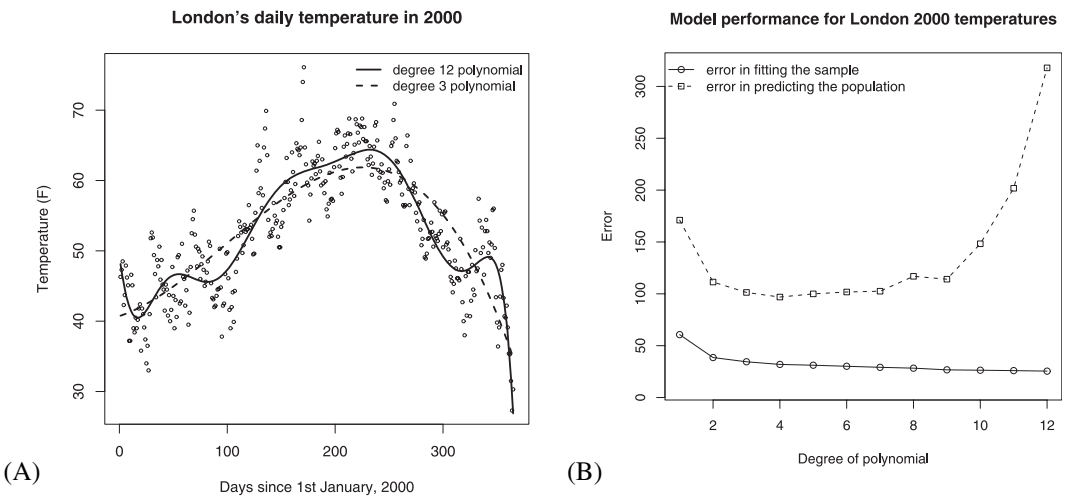 London's daily temperature in 2000
degree 12 polynomial
degree 3 polynomial
Temperature (F)
70
60
50
40
30
0
100
200
300
Days since 1st January, 2000
(A)
Model performance for London 2000 temperatures
error in fitting the sample
error in predicting the population
Error
300
250
200
150
100
50
0
2
4
6
8
10
12
Degree of polynomial
(B)